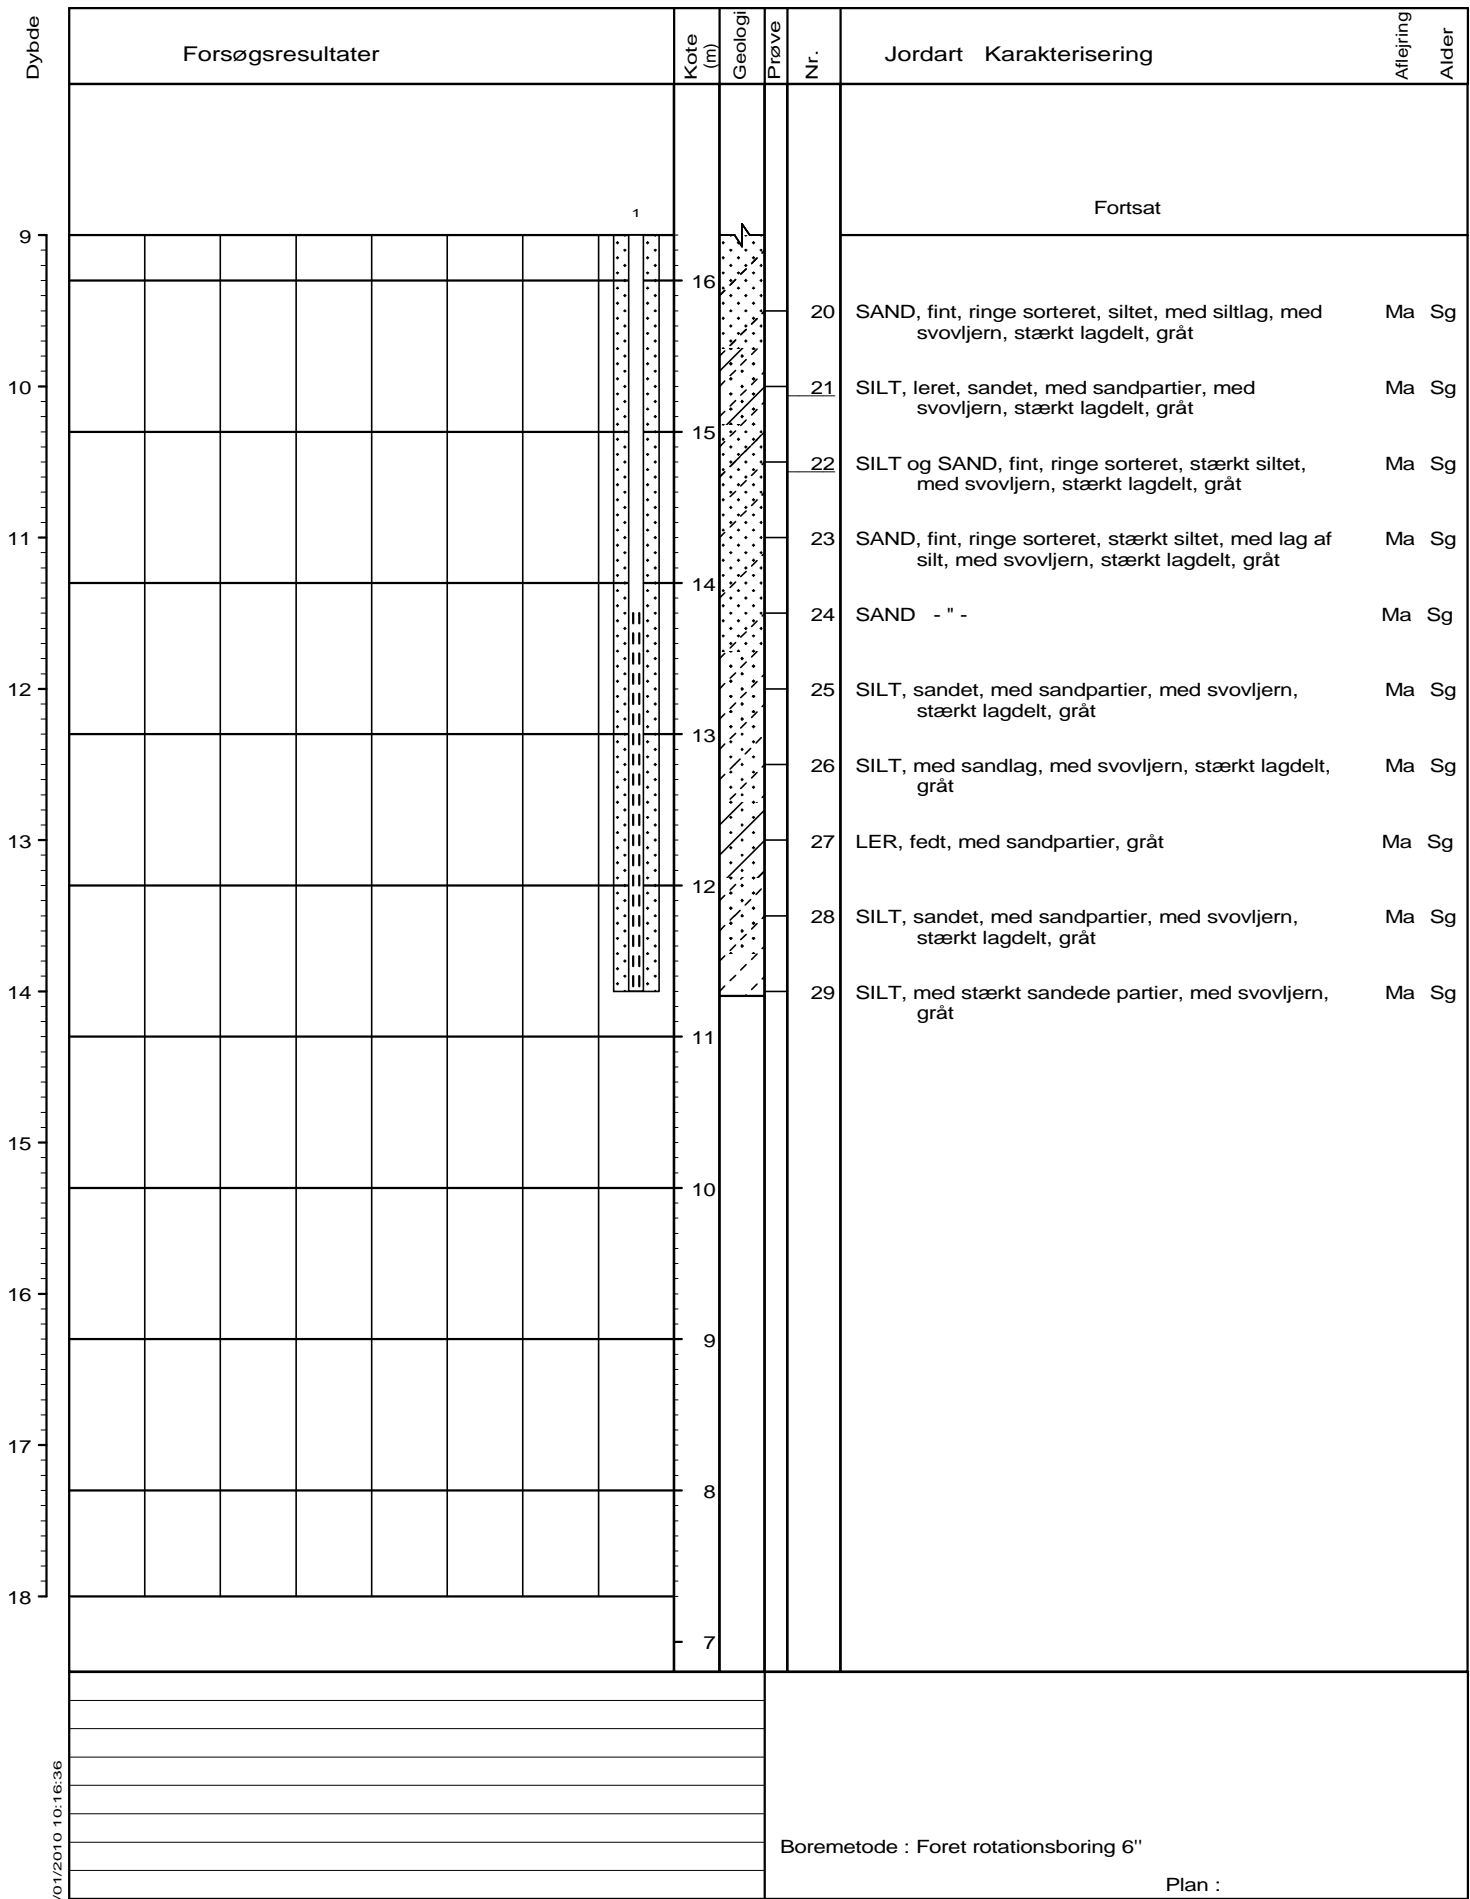 Dybde
Forsøgsresultater
Kote (m)
Geologi
Prøve
Nr.
Jordart Karakterisering
Aflejring
Alder
Fortsat
1
9
16
20 SAND, fint, ringe sorteret, siltet, med siltlag, med Ma Sg
svovljern, stærkt lagdelt, gråt
10
21 SILT, leret, sandet, med sandpartier, med Ma Sg
svovljern, stærkt lagdelt, gråt
15
22 SILT og SAND, fint, ringe sorteret, stærkt siltet, Ma Sg
med svovljern, stærkt lagdelt, gråt
11
23 SAND, fint, ringe sorteret, stærkt siltet, med lag af Ma Sg
silt, med svovljern, stærkt lagdelt, gråt
14
24 SAND - " - Ma Sg
12
25 SILT, sandet, med sandpartier, med svovljern, Ma Sg
stærkt lagdelt, gråt
13
26 SILT, med sandlag, med svovljern, stærkt lagdelt, Ma Sg
gråt
13
27 LER, fedt, med sandpartier, gråt Ma Sg
12
28 SILT, sandet, med sandpartier, med svovljern, Ma Sg
stærkt lagdelt, gråt
14
29 SILT, med stærkt sandede partier, med svovljern, Ma Sg
gråt
11
15
10
16
9
17
8
18
7
/01/2010 10:16:36
Boremetode : Foret rotationsboring 6''
Plan :